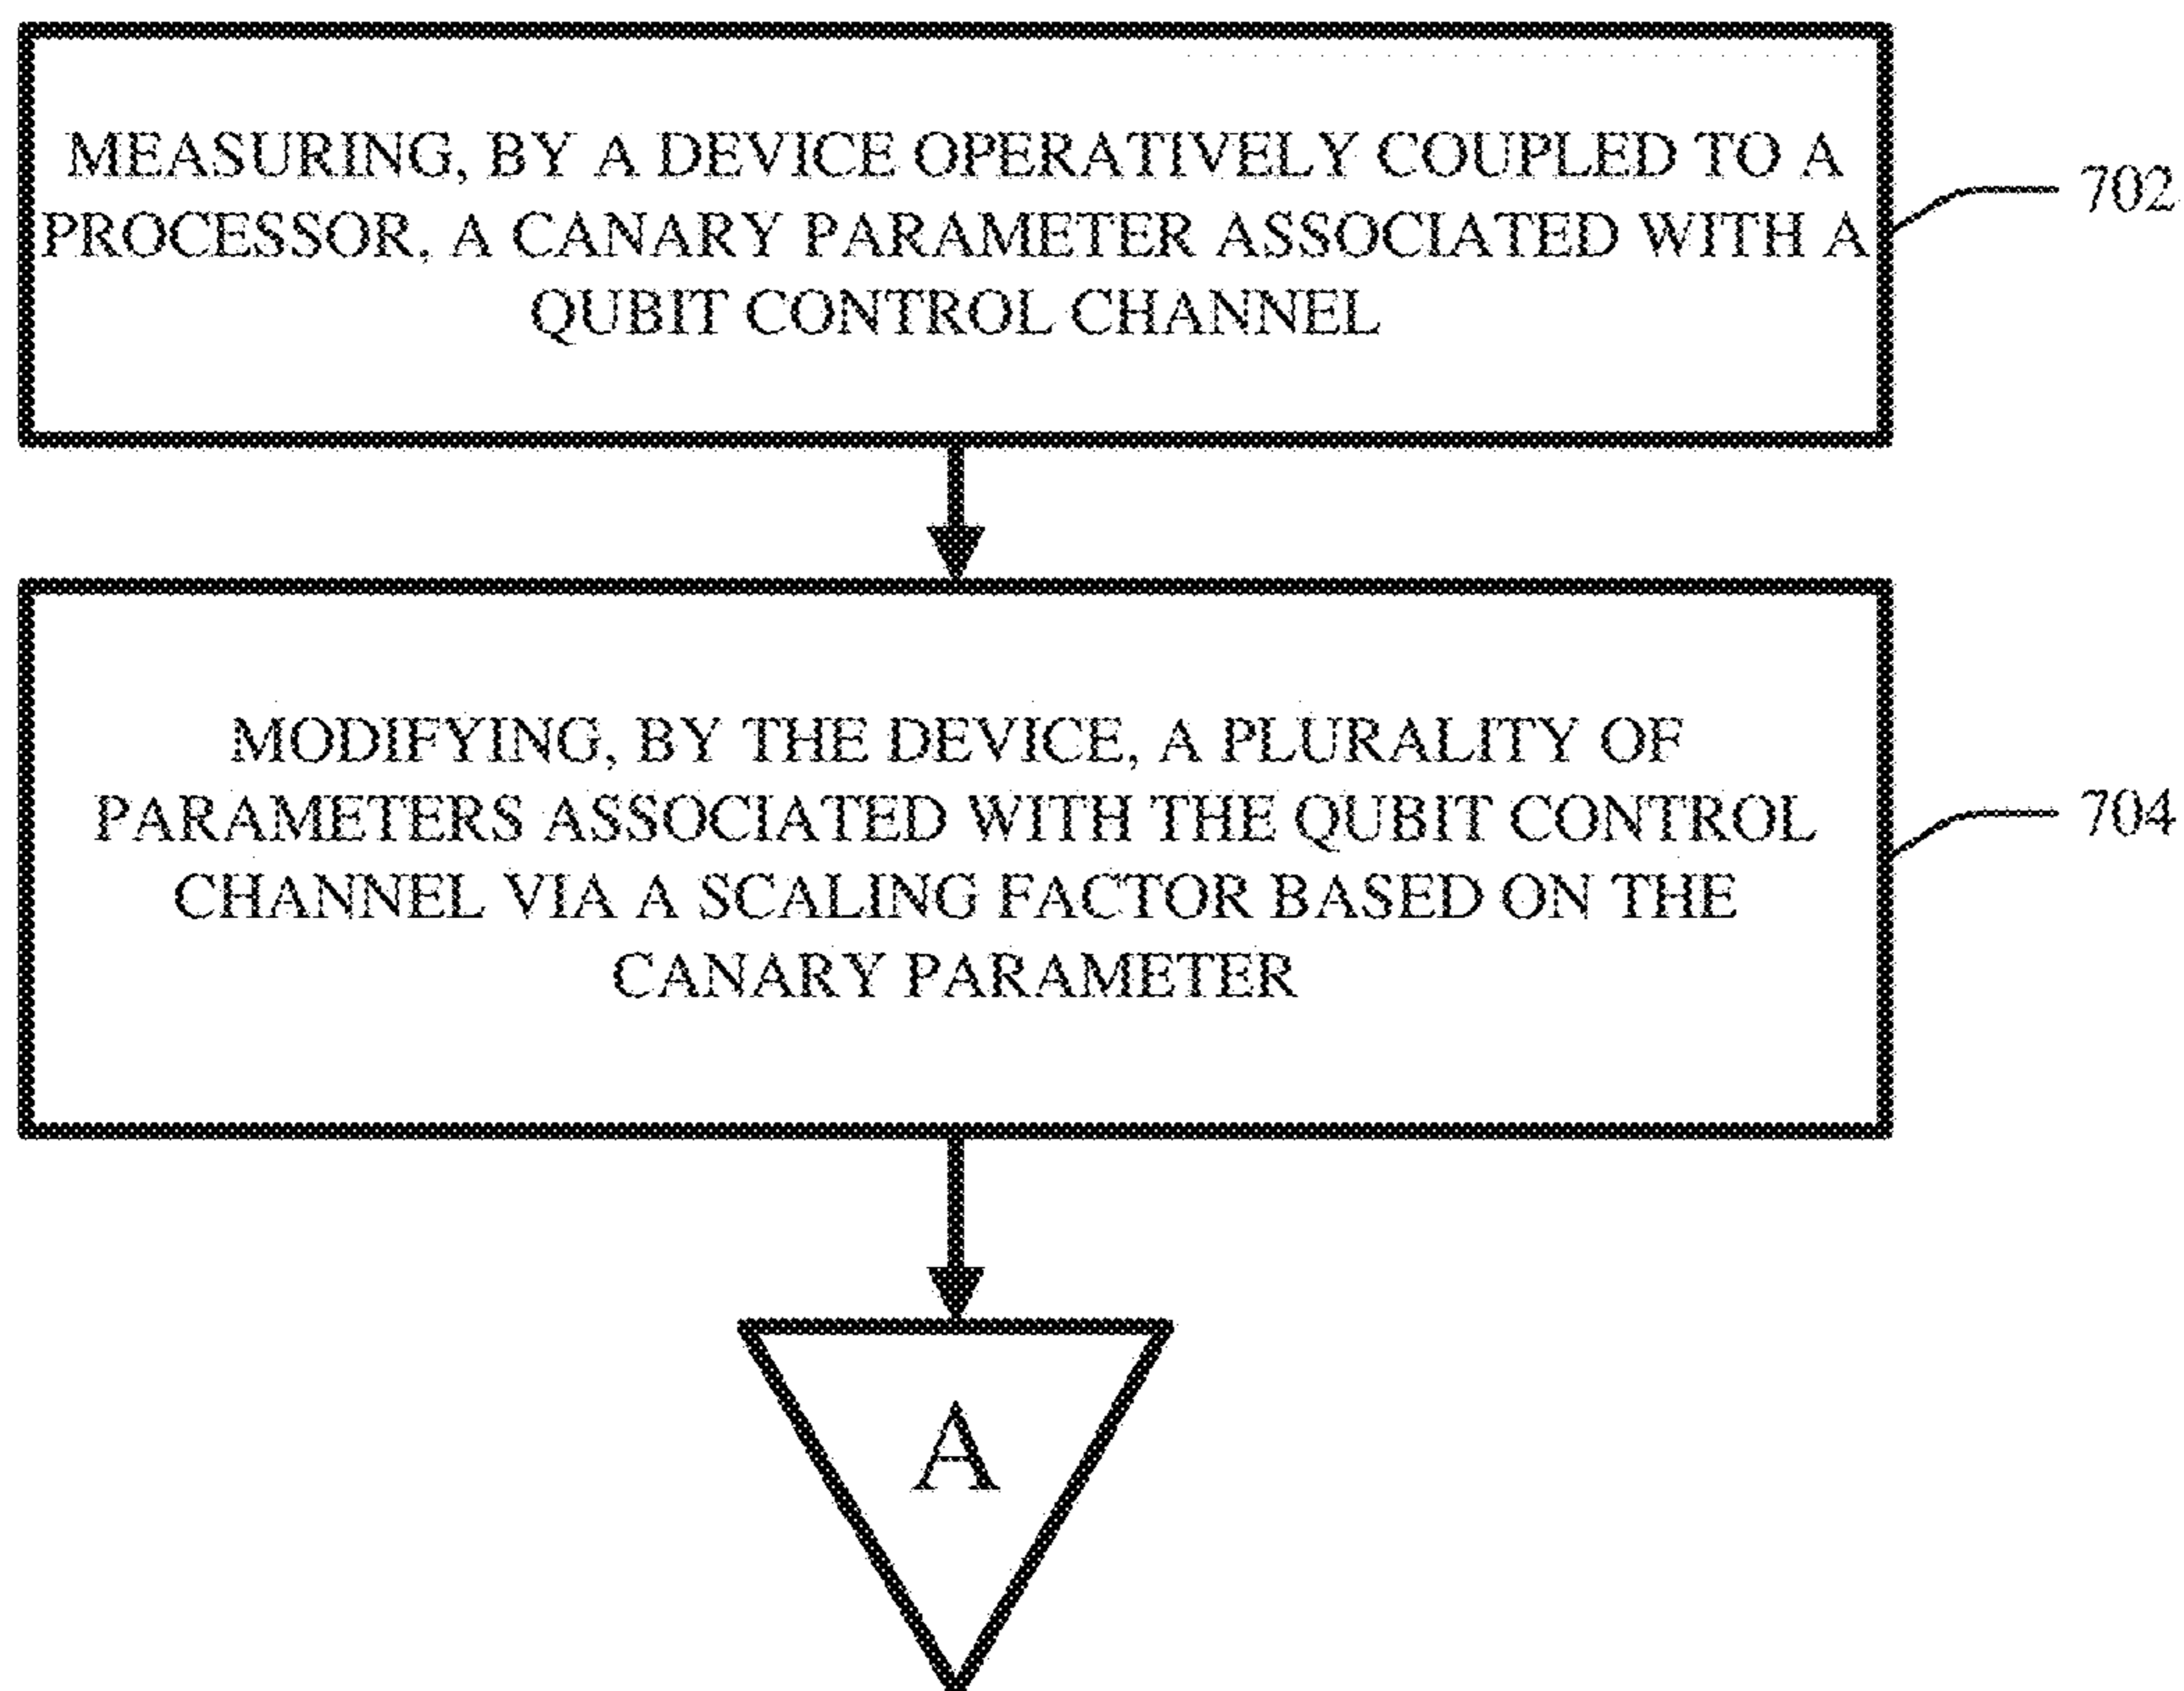 MEASURING, BY A DEVICE OPERATIVELY COUPLED TO A
PROCESSOR, A CANARY PARAMETER ASSOCIATED WITH A
QUBIT CONTROL CHANNEL
702
MODIFYING, BY THE DEVICE, A PLURALITY OF
PARAMETERS ASSOCIATED WITH THE QUBIT CONTROL
CHANNEL VIA A SCALING FACTOR BASED ON THE
CANARY PARAMETER
704
A